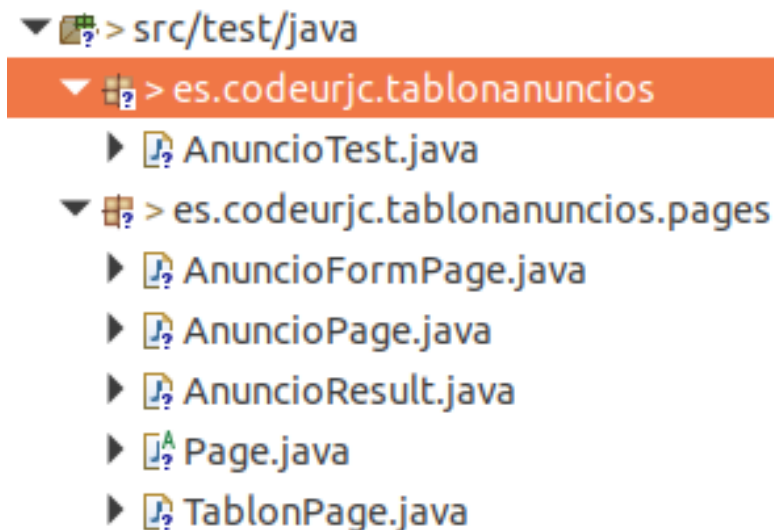 > src/test/java
> es.codeurjc.tablonanuncios
AnuncioTest.java
> es.codeurjc.tablonanuncios.pages
AnuncioFormPage.java
AnuncioPage.java
AnuncioResult.java
Page.java
TablonPage.java